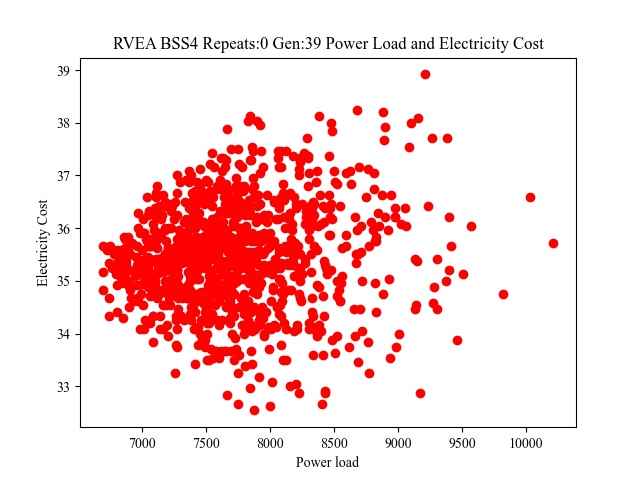 RVEA BSS4 Repeats:0 Gen:39 Power Load and Electricity Cost
39
38
37
36
35
34
33
Electricity Cost
7000 7500 8000 8500 9000 9500 10000
Power load